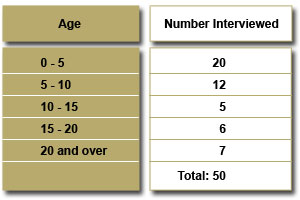 Age Number Interviewed
0 - 5 20
5 - 10 12
10 - 15 5
15 - 20 6
20 and over 7
Total: 50